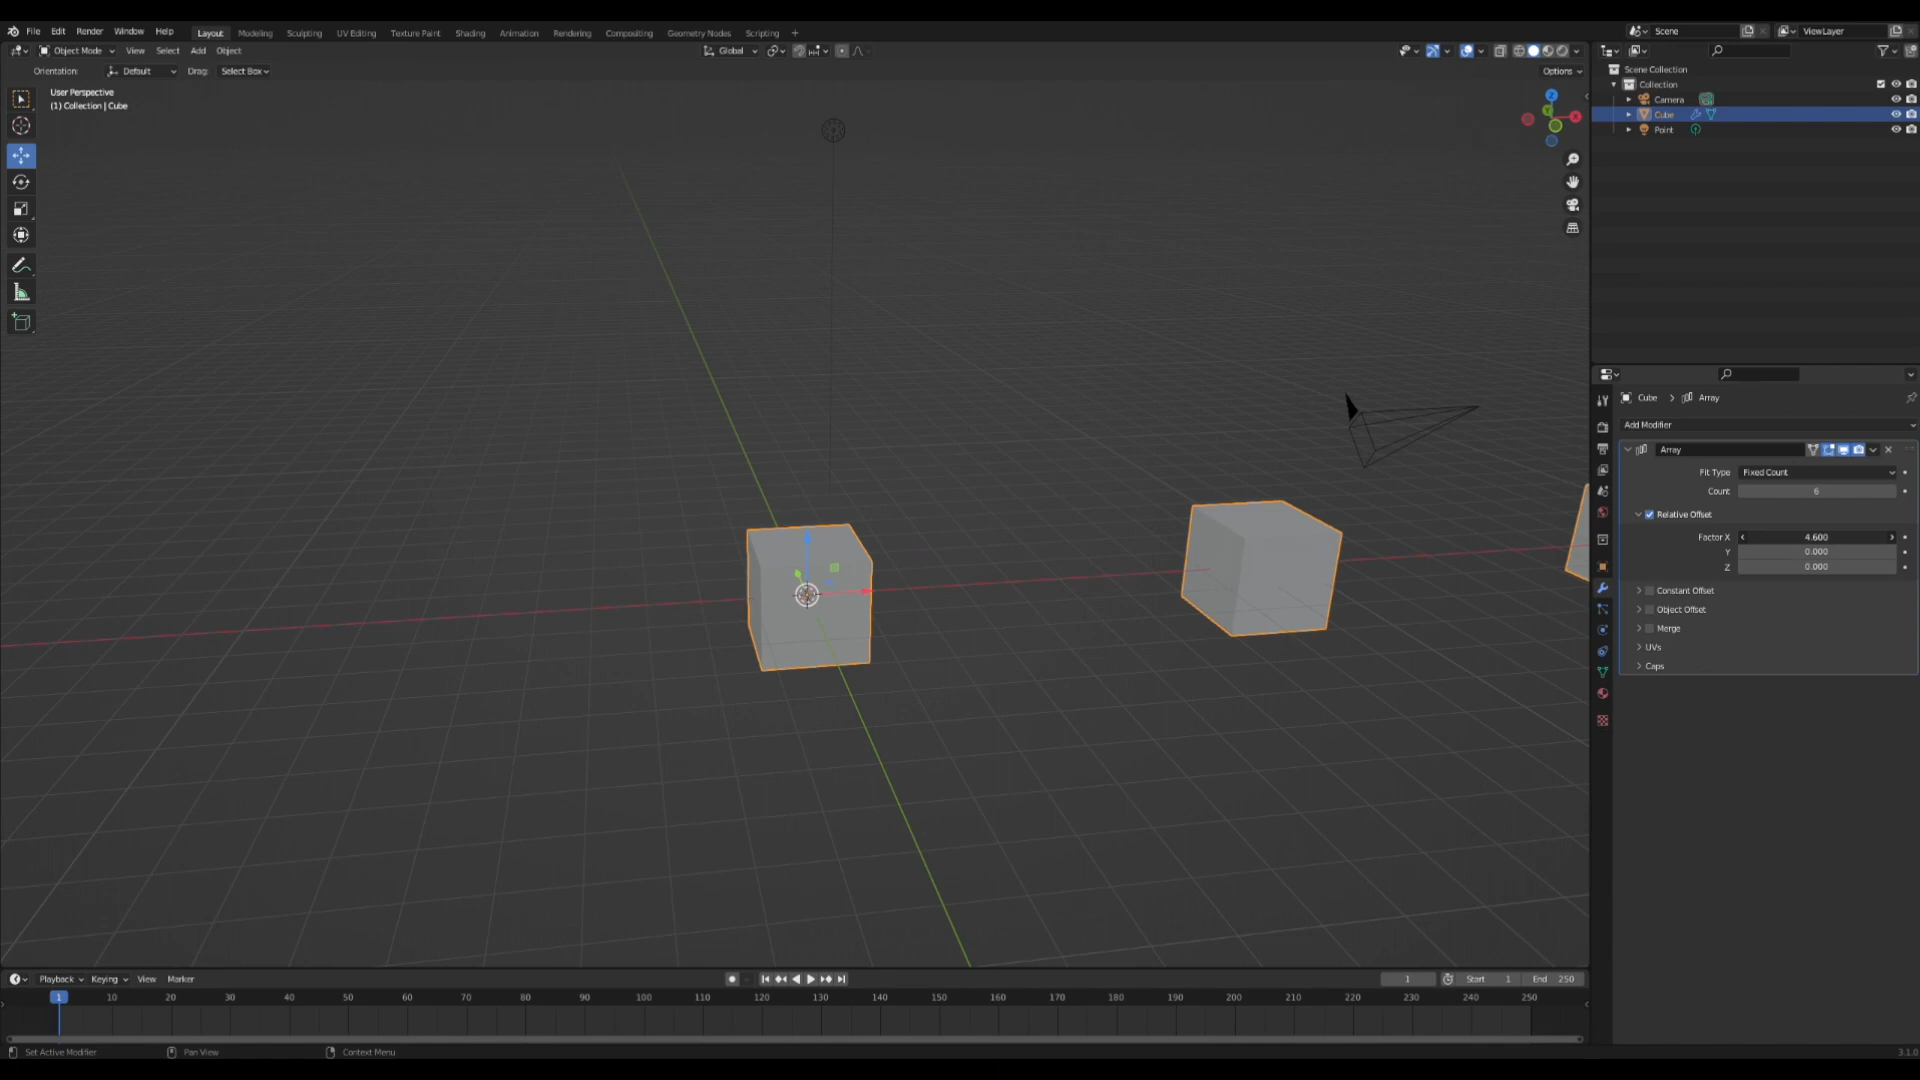 File Edit Render Window Help Layout Modeling Sculpting UV Editing Texture Paint Shading Animation Rendering Compositing Geometry Nodes Scripting + Scene ViewLayer
Object Mode View Select Add Object Global
Orientation: Default Drag: Select Box Options
User Perspective
(1) Collection | Cube
Z
Y
X
Scene Collection
Collection
Camera
Cube
Point
Cube > Array
Add Modifier
Array
Fit Type Fixed Count
Count 6
Relative Offset
Factor X 4.600
Y 0.000
Z 0.000
Constant Offset
Object Offset
Merge
UVs
Caps
Playback Keying View Marker 1 Start 1 End 250
1 10 20 30 40 50 60 70 80 90 100 110 120 130 140 150 160 170 180 190 200 210 220 230 240 250
Set Active Modifier Pan View Context Menu 3.1.0